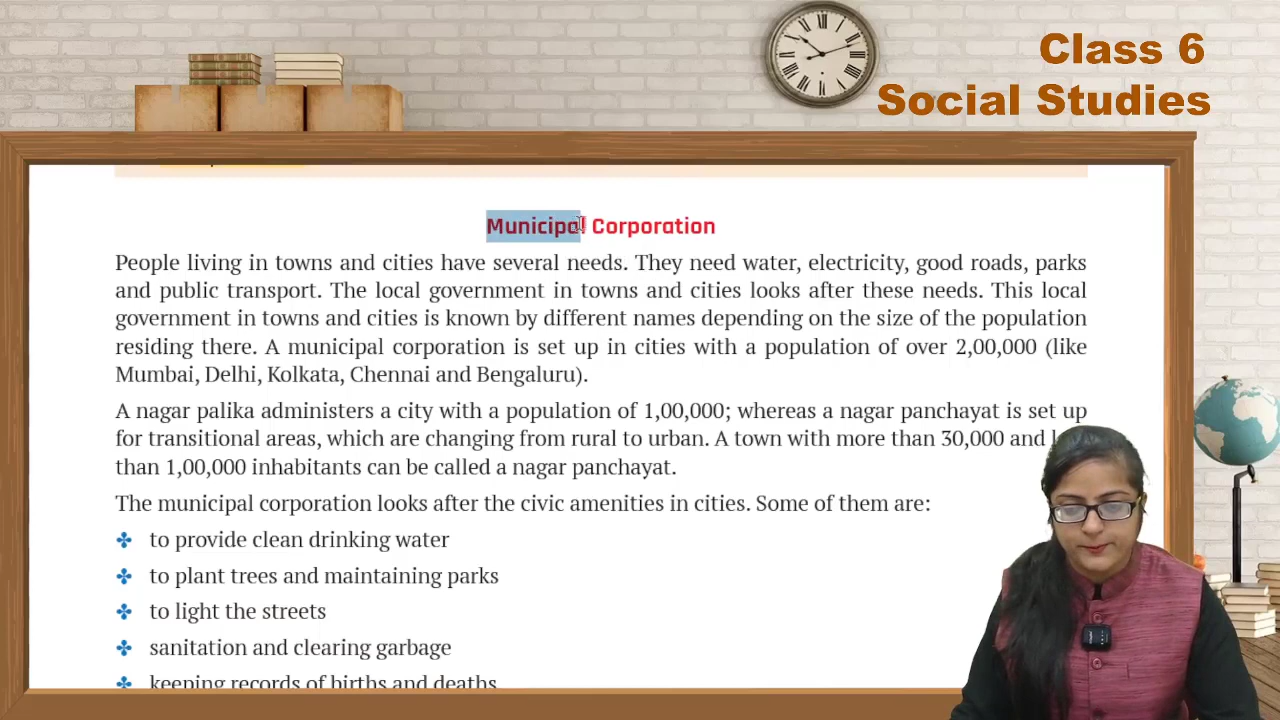 Class 6
Social Studies
Municipal Corporation
People living in towns and cities have several needs. They need water, electricity, good roads, parks
and public transport. The local government in towns and cities looks after these needs. This local
government in towns and cities is known by different names depending on the size of the population
residing there. A municipal corporation is set up in cities with a population of over 2,00,000 (like
Mumbai, Delhi, Kolkata, Chennai and Bengaluru).
A nagar palika administers a city with a population of 1,00,000; whereas a nagar panchayat is set up
for transitional areas, which are changing from rural to urban. A town with more than 30,000 and
than 1,00,000 inhabitants can be called a nagar panchayat.
The municipal corporation looks after the civic amenities in cities. Some of them are:
to provide clean drinking water
to plant trees and maintaining parks
to light the streets
sanitation and clearing garbage
keeping records of births and deaths